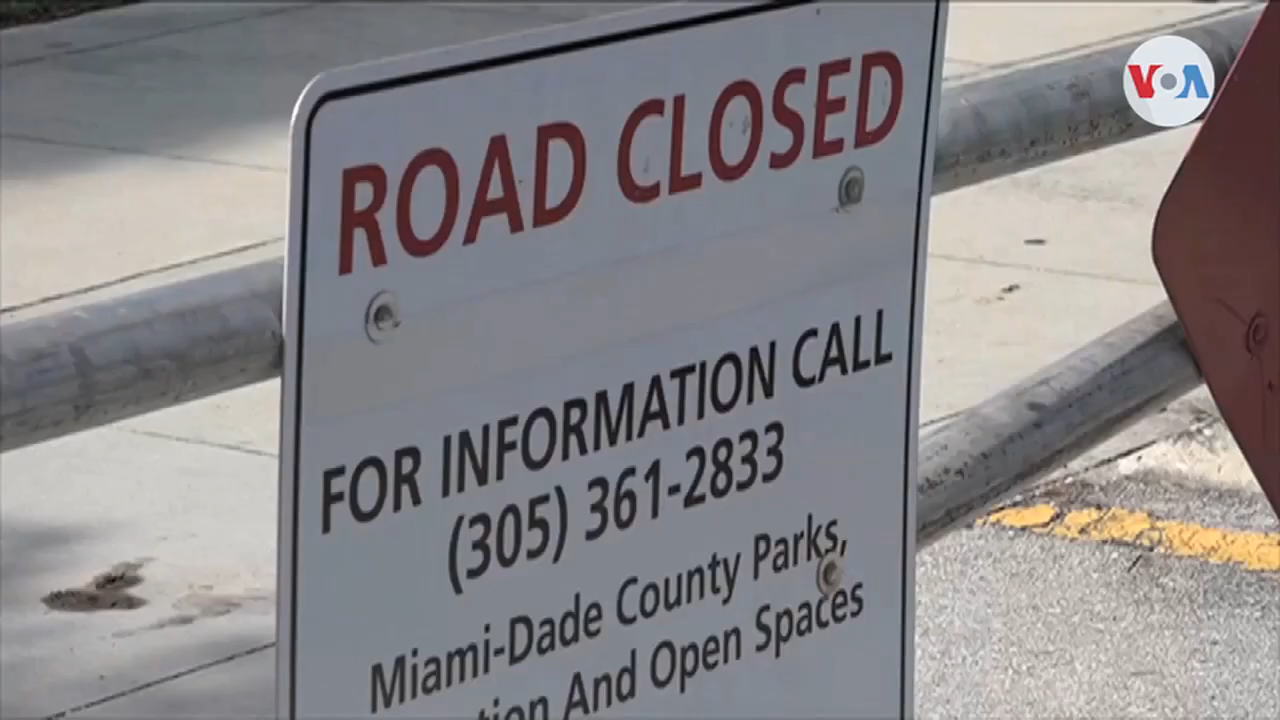 VOA
ROAD CLOSED
FOR INFORMATION CALL
(305) 361-2833
Miami-Dade County Parks,
And Open Spaces